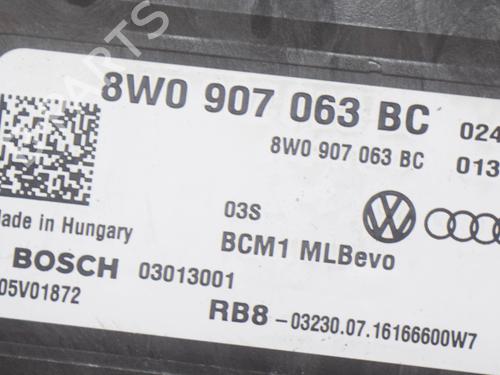 8W0 907 063 BC 024
8W0 907 063 BC 013
03S
Made in Hungary
BCM1 MLBevo
BOSCH 03013001
05V01872
RB8-03230.07.16166600W7
PARTS